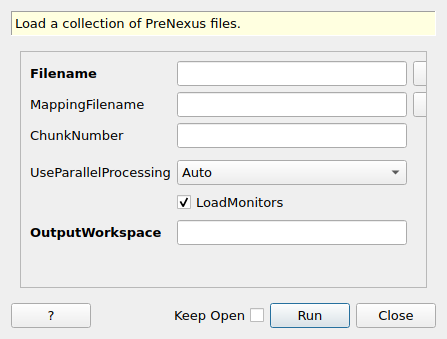 Load a collection of PreNexus files.
Filename
MappingFilename
ChunkNumber
UseParallelProcessing Auto
LoadMonitors
OutputWorkspace
? Keep Open Run Close